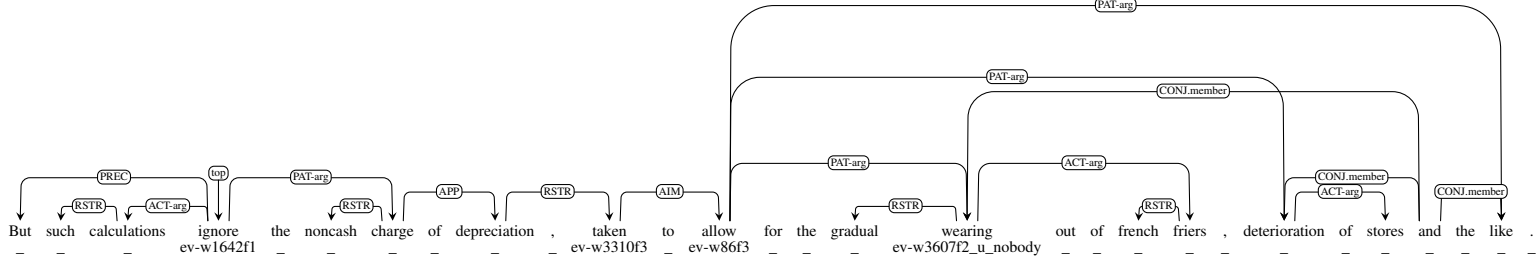 PAT-arg
PAT-arg
CONJ.member
PAT-arg ACT-arg
PREC top PAT-arg CONJ.member
APP RSTR AIM ACT-arg CONJ.member
RSTR ACT-arg RSTR RSTR RSTR
But such calculations ignore the noncash charge of depreciation , taken to allow for the gradual wearing out of french friers , deterioration of stores and the like .
_ _ _ ev-w1642f1 _ _ _ _ _ _ ev-w3310f3 _ ev-w86f3 _ _ _ ev-w3607f2_u_nobody _ _ _ _ _ _ _ _ _ _ _ _